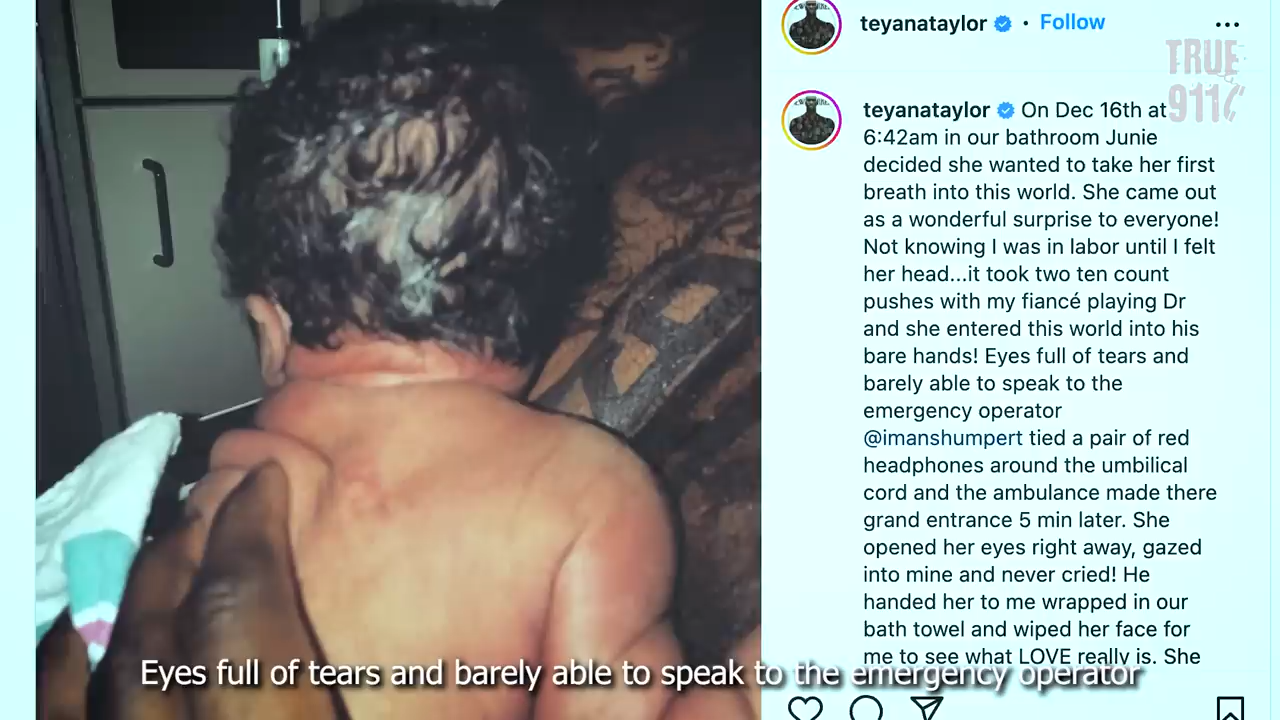 teyanataylor • Follow
TRUE
911
teyanataylor On Dec 16th at
6:42am in our bathroom Junie
decided she wanted to take her first
breath into this world. She came out
as a wonderful surprise to everyone!
Not knowing I was in labor until I felt
her head...it took two ten count
pushes with my fiancé playing Dr
and she entered this world into his
bare hands! Eyes full of tears and
barely able to speak to the
emergency operator
@imanshumpert tied a pair of red
headphones around the umbilical
cord and the ambulance made there
grand entrance 5 min later. She
opened her eyes right away, gazed
into mine and never cried! He
handed her to me wrapped in our
bath towel and wiped her face for
me to see what LOVE really is. She
Eyes full of tears and barely able to speak to the emergency operator